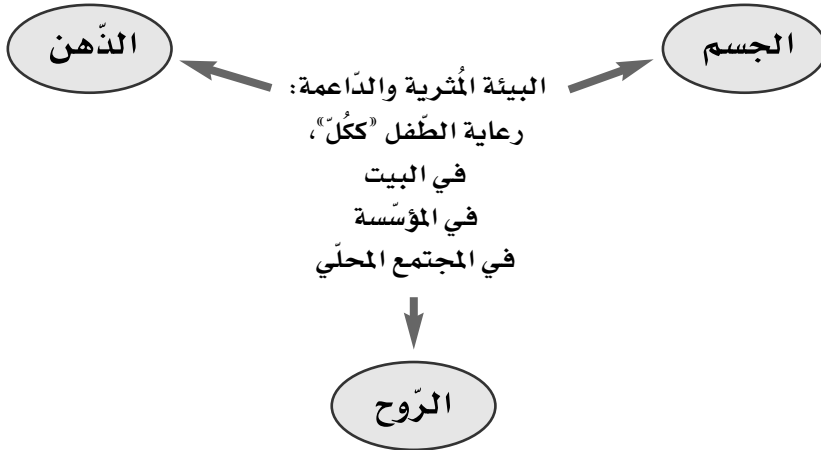 الجسم
الذّهن
البيئة المُثرية والدّاعمة:
رعاية الطّفل «ككُلّ»،
في البيت
في المؤسّسة
في المجتمع المحلّي
الرّوح